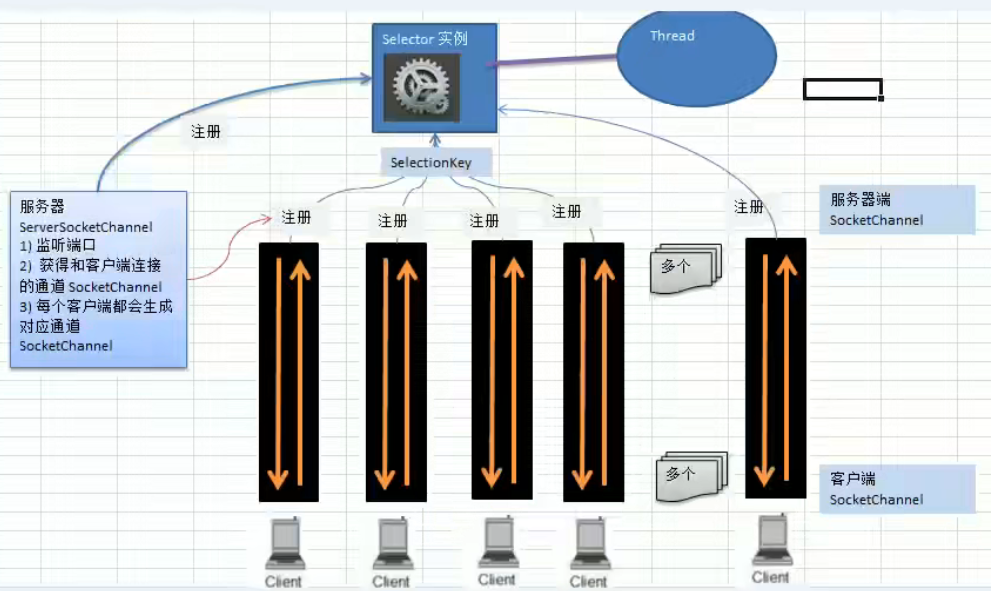 Selector 实例
Thread
注册
SelectionKey
服务器
ServerSocketChannel
1) 监听端口
2) 获得和客户端连接
的通道 SocketChannel
3) 每个客户端都会生成
对应通道
SocketChannel
注册
注册
注册
注册
注册
服务器端
SocketChannel
多个
多个
客户端
SocketChannel
Client
Client
Client
Client
Client